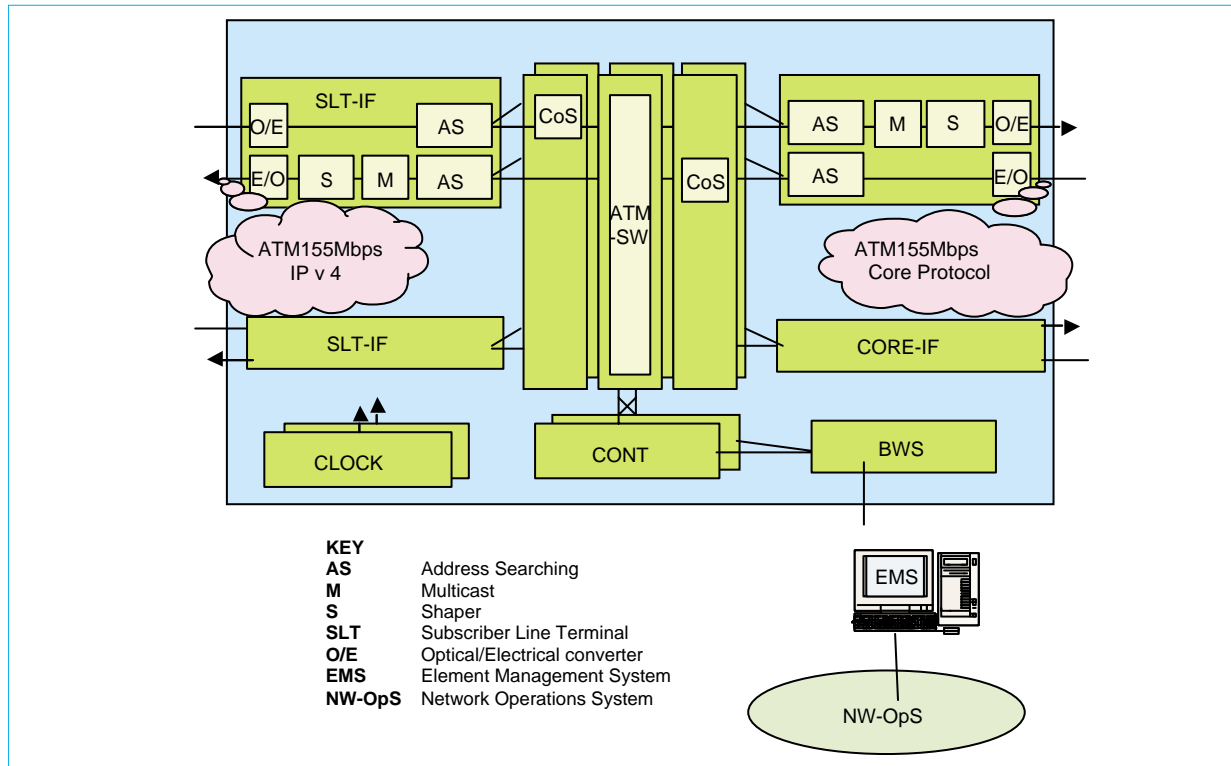 SLT-IF
O/E
AS
E/O
S
M
AS
CoS
ATM
-SW
CoS
AS
M
S
O/E
AS
E/O
ATM155Mbps
IP v 4
ATM155Mbps
Core Protocol
SLT-IF
CORE-IF
CLOCK
CONT
BWS
KEY
AS Address Searching
M Multicast
S Shaper
SLT Subscriber Line Terminal
O/E Optical/Electrical converter
EMS Element Management System
NW-OpS Network Operations System
EMS
NW-OpS